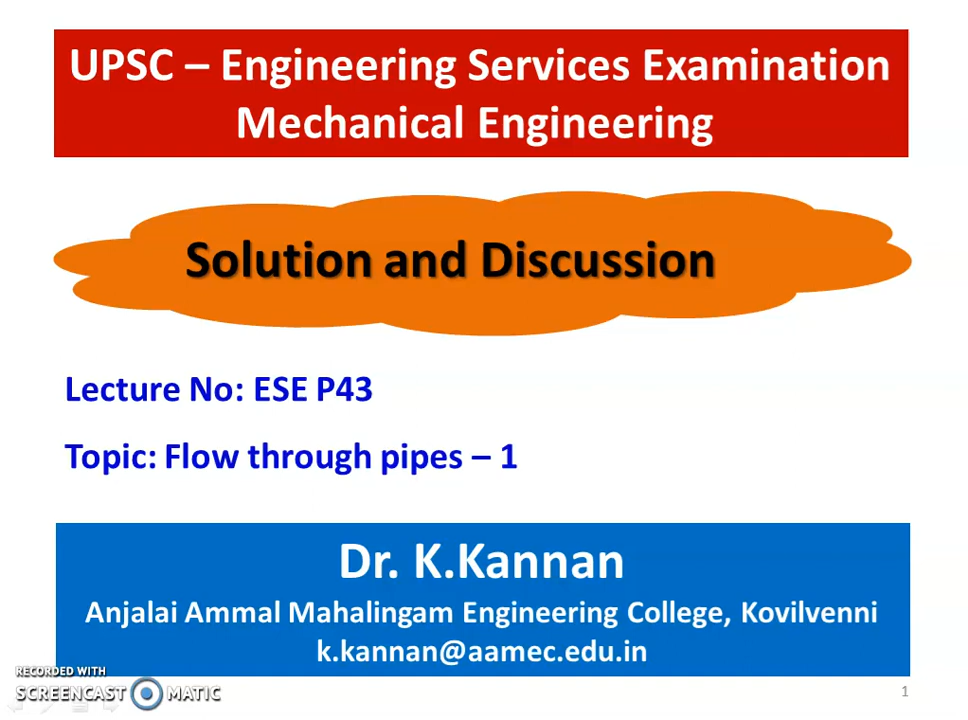 UPSC – Engineering Services Examination
Mechanical Engineering
Solution and Discussion
Lecture No: ESE P43
Topic: Flow through pipes – 1
Dr. K.Kannan
Anjalai Ammal Mahalingam Engineering College, Kovilvenni
k.kannan@aamec.edu.in
RECORDED WITH
SCREENCAST MATIC
1